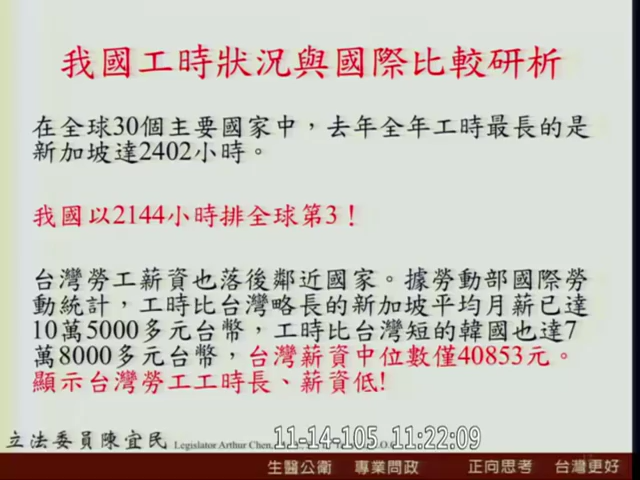 我國工時狀況與國際比較研析
在全球30個主要國家中，去年全年工時最長的是
新加坡達2402小時。
我國以2144小時排全球第3！
台灣勞工薪資也落後鄰近國家。據勞動部國際勞
動統計，工時比台灣略長的新加坡平均月薪已達
10萬5000多元台幣，工時比台灣短的韓國也達7
萬8000多元台幣，台灣薪資中位數僅40853元。
顯示台灣勞工工時長、薪資低!
立法委員陳宜民 Legislator Arthur Chen,
11-14-105 11:22:09
生醫公衛 專業問政 正向思考 台灣更好